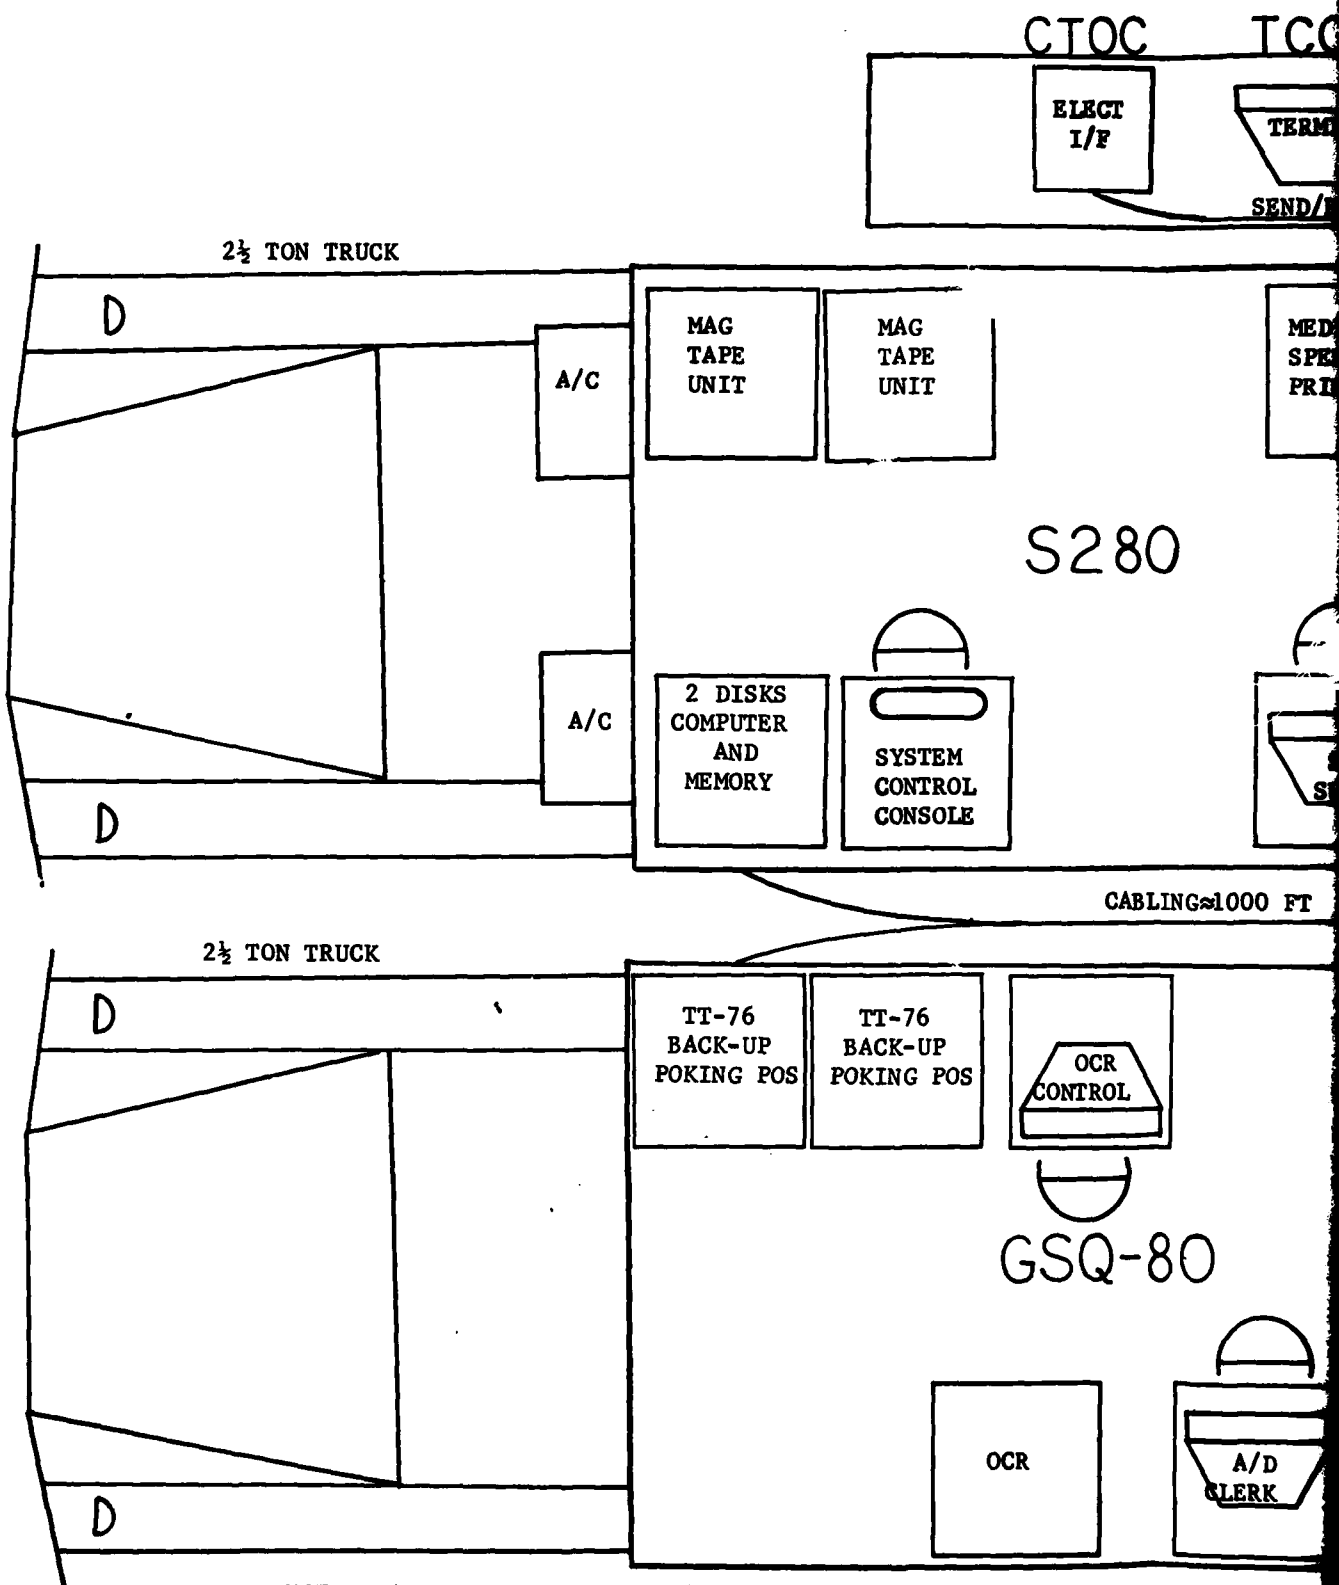 CTOC
ELECT
I/F
2½ TON TRUCK
D
A/C
MAG
TAPE
UNIT
MAG
TAPE
UNIT
S280
A/C
2 DISKS
COMPUTER
AND
MEMORY
SYSTEM
CONTROL
CONSOLE
D
CABLING≈1000 FT
2½ TON TRUCK
D
TT-76
BACK-UP
POKING POS
TT-76
BACK-UP
POKING POS
OCR
CONTROL
GSQ-80
OCR
A/D
CLERK
D